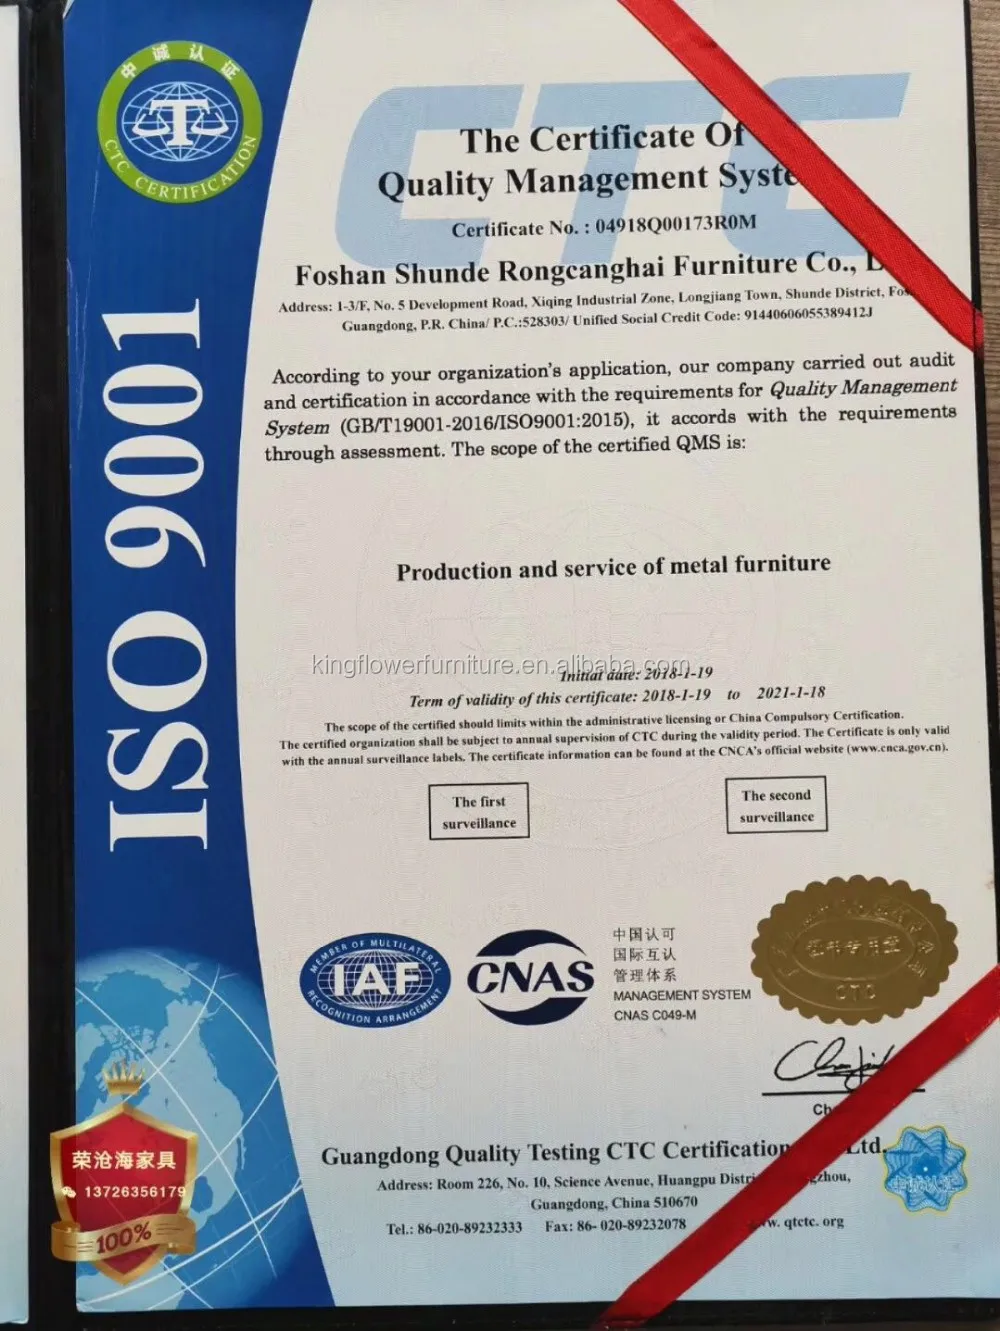 中诚认证
CTC CERTIFICATION
ISO 9001
CTC
The Certificate Of
Quality Management Syste
Certificate No. : 04918Q00173R0M
Foshan Shunde Rongcanghai Furniture Co., L
Address: 1-3/F, No. 5 Development Road, Xiqing Industrial Zone, Longjiang Town, Shunde District, Fos
Guangdong, P.R. China/ P.C.:528303/ Unified Social Credit Code: 91440606055389412J
According to your organization's application, our company carried out audit
and certification in accordance with the requirements for Quality Management
System (GB/T19001-2016/ISO9001:2015), it accords with the requirements
through assessment. The scope of the certified QMS is:
Production and service of metal furniture
kingflowerfurniture.en.alibaba.com
Initial date: 2018-1-19
Term of validity of this certificate: 2018-1-19 to 2021-1-18
The scope of the certified should limits within the administrative licensing or China Compulsory Certification.
The certified organization shall be subject to annual supervision of CTC during the validity period. The Certificate is only valid
with the annual surveillance labels. The certificate information can be found at the CNCA's official website (www.cnca.gov.cn).
The first
surveillance
The second
surveillance
MEMBER OF MULTILATERAL
IAF
RECOGNITION ARRANGEMENT
CNAS
中国认可
国际互认
管理体系
MANAGEMENT SYSTEM
CNAS C049-M
CTC
Ch
Guangdong Quality Testing CTC Certification Ltd.
Address: Room 226, No. 10, Science Avenue, Huangpu Distri gzhou,
Guangdong, China 510670
Tel.: 86-020-89232333 Fax: 86- 020-89232078 w. qtctc. org
荣沧海家具
13726356179
100%